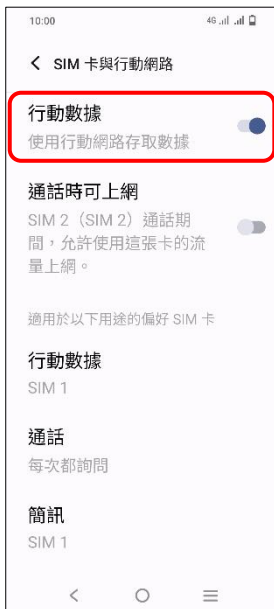 10:00
4G
SIM 卡與行動網路
行動數據
使用行動網路存取數據
通話時可上網
SIM 2（SIM 2）通話期
間，允許使用這張卡的流
量上網。
適用於以下用途的偏好 SIM 卡
行動數據
SIM 1
通話
每次都詢問
簡訊
SIM 1